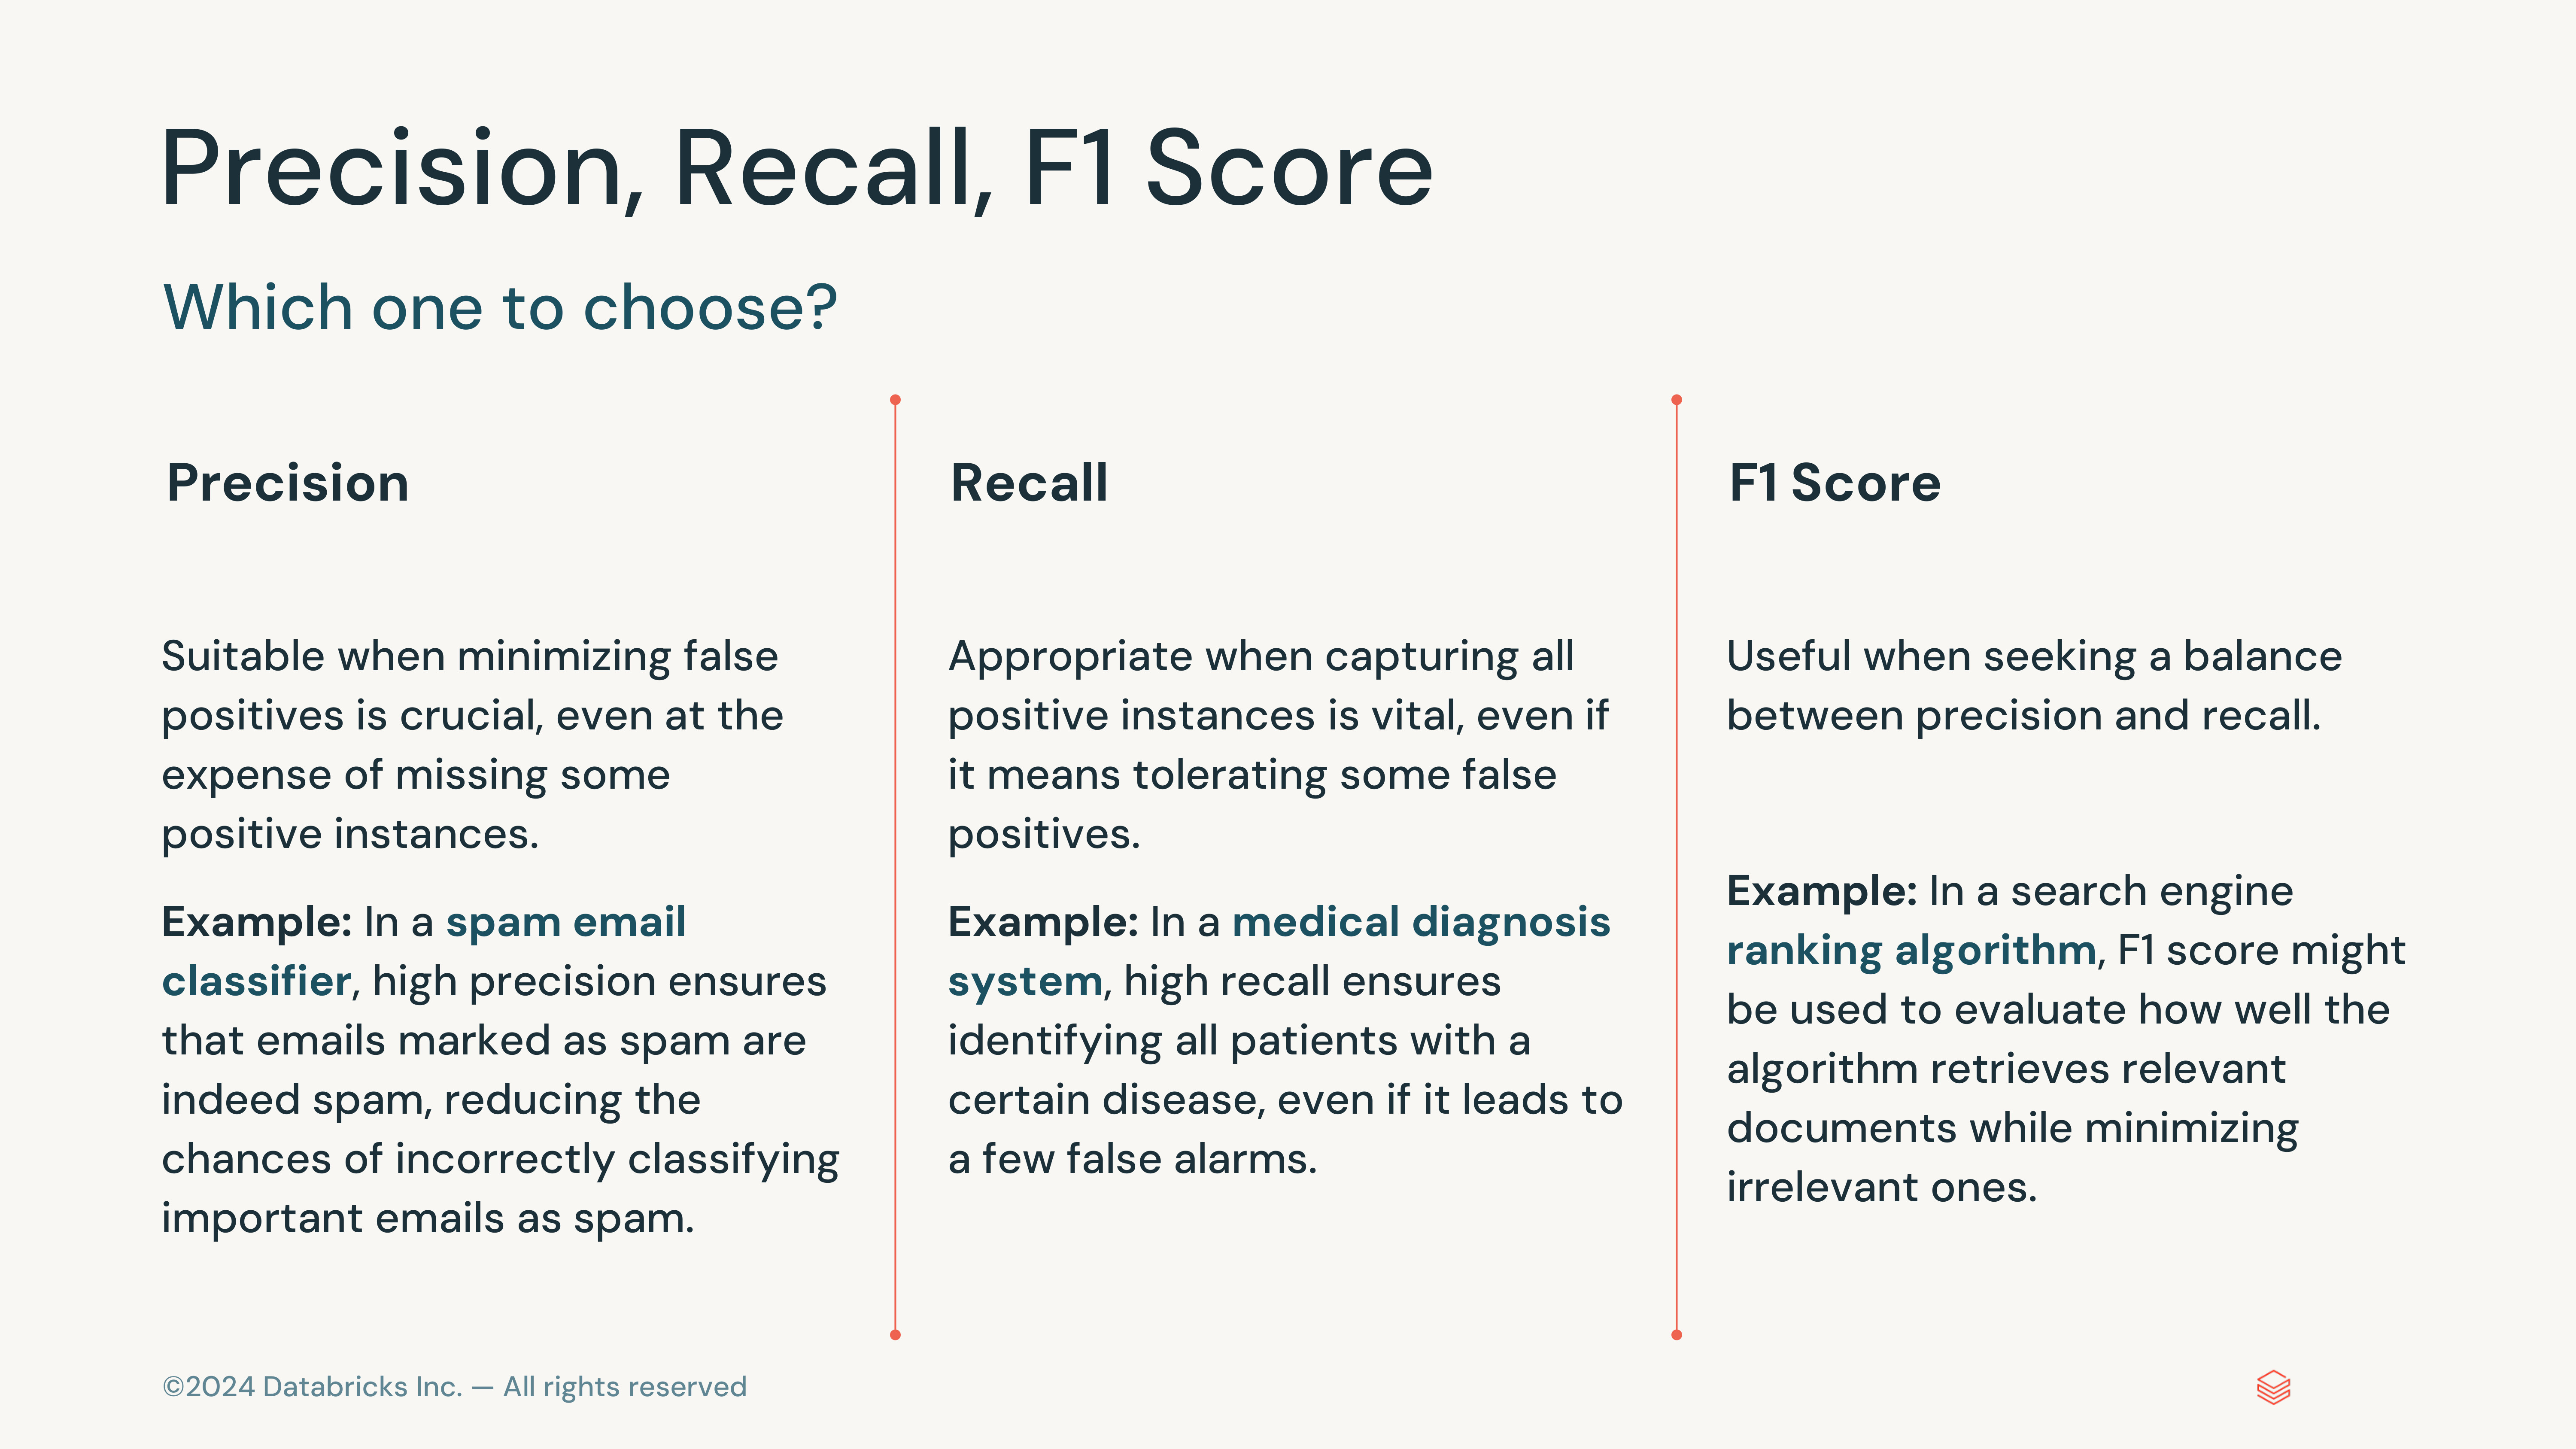 Precision, Recall, F1 Score
Which one to choose?
Precision
Suitable when minimizing false
positives is crucial, even at the
expense of missing some
positive instances.
Example: In a spam email
classifier, high precision ensures
that emails marked as spam are
indeed spam, reducing the
chances of incorrectly classifying
important emails as spam.
Recall
Appropriate when capturing all
positive instances is vital, even if
it means tolerating some false
positives.
Example: In a medical diagnosis
system, high recall ensures
identifying all patients with a
certain disease, even if it leads to
a few false alarms.
F1 Score
Useful when seeking a balance
between precision and recall.
Example: In a search engine
ranking algorithm, F1 score might
be used to evaluate how well the
algorithm retrieves relevant
documents while minimizing
irrelevant ones.
©2024 Databricks Inc. — All rights reserved